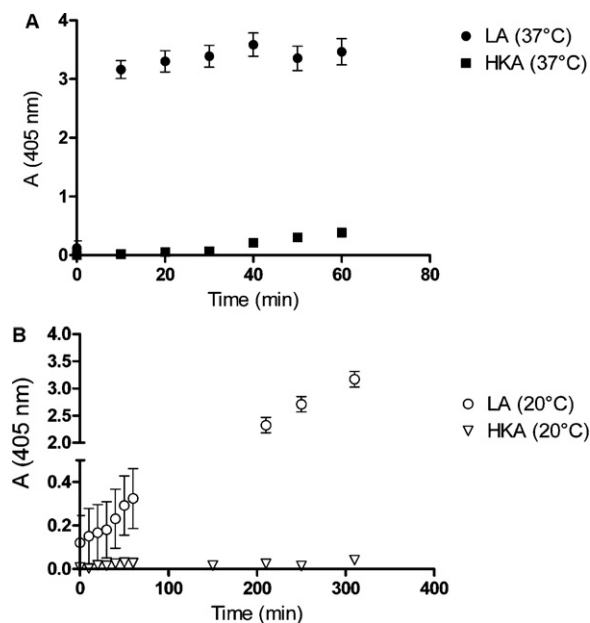 A
4
3
2
1
0
A (405 nm)
0 20 40 60 80
Time (min)
LA (37°C)
HKA (37°C)
B
4.0
3.5
3.0
2.5
2.0
0.4
0.2
0.0
A (405 nm)
0 100 200 300 400
Time (min)
LA (20°C)
HKA (20°C)